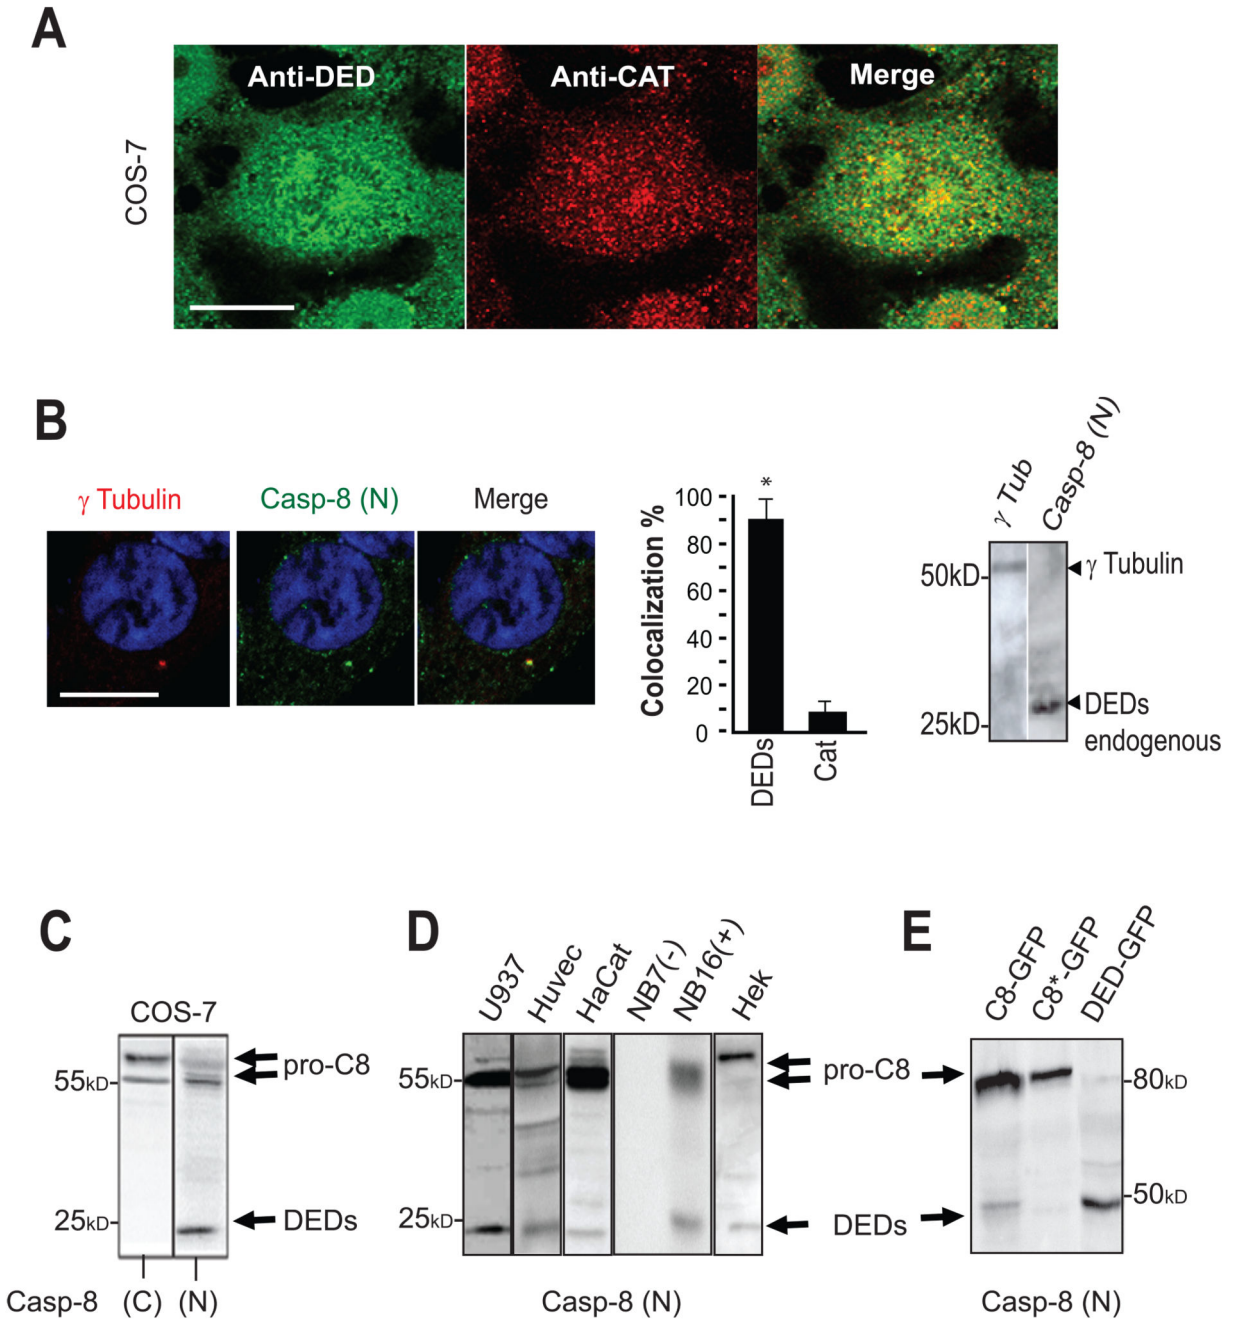 A
Anti-DED
Anti-CAT
Merge
COS-7
B
γ Tubulin
Casp-8 (N)
Merge
Colocalization %
100
80
60
40
20
0
DEDs
Cat
γ Tub
Casp-8 (N)
50kD
25kD
γ Tubulin
DEDs
endogenous
C
COS-7
55kD
25kD
pro-C8
DEDs
Casp-8 (C) (N)
D
U937
Huvec
HaCat
NB7(-)
NB16(+)
Hek
55kD
25kD
pro-C8
DEDs
Casp-8 (N)
E
C8-GFP
C8*-GFP
DED-GFP
80kD
50kD
Casp-8 (N)
*